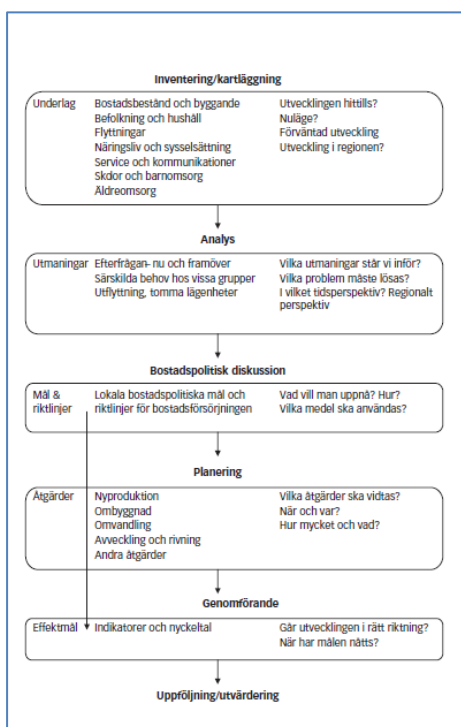 Inventering/kartläggning
Underlag
Bostadsbestånd och byggande
Befolkning och hushåll
Flyttningar
Näringsliv och sysselsättning
Service och kommunikationer
Skolor och barnomsorg
Äldreomsorg
Utvecklingen hittills?
Nuläge?
Förväntad utveckling
Utveckling i regionen?
Analys
Utmaningar
Efterfrågan- nu och framöver
Särskilda behov hos vissa grupper
Utflyttning, tomma lägenheter
Vilka utmaningar står vi inför?
Vilka problem måste lösas?
I vilket tidsperspektiv? Regionalt
perspektiv
Bostadspolitisk diskussion
Mål &
riktlinjer
Lokala bostadspolitiska mål och
riktlinjer för bostadsförsörjningen
Vad vill man uppnå? Hur?
Vilka medel ska användas?
Planering
Åtgärder
Nyproduktion
Ombyggnad
Omvandling
Avveckling och rivning
Andra åtgärder
Vilka åtgärder ska vidtas?
När och var?
Hur mycket och vad?
Genomförande
Effektmål
Indikatorer och nyckeltal
Går utvecklingen i rätt riktning?
När har målen nåtts?
Uppföljning/utvärdering